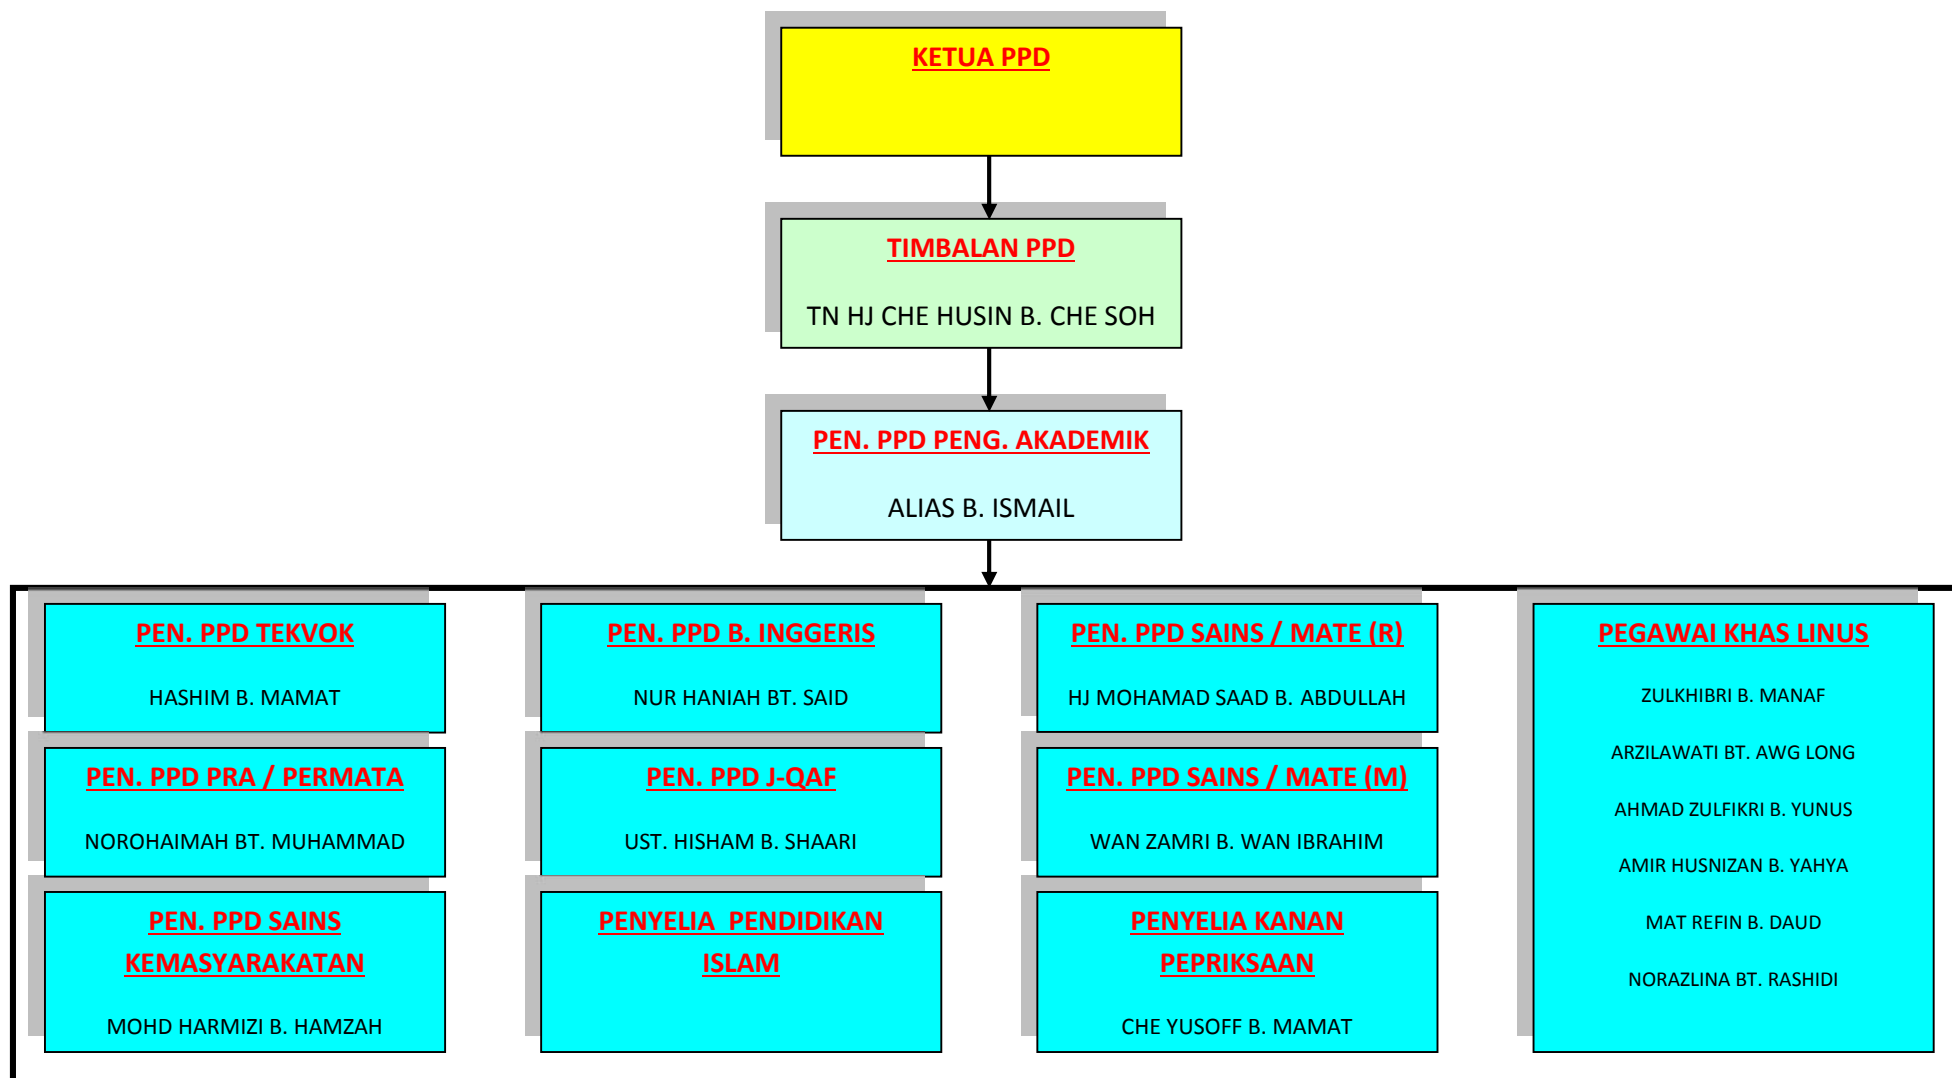 KETUA PPD
TIMBALAN PPD
TN HJ CHE HUSIN B. CHE SOH
PEN. PPD PENG. AKADEMIK
ALIAS B. ISMAIL
PEN. PPD TEKVOK
HASHIM B. MAMAT
PEN. PPD B. INGGERIS
NUR HANIAH BT. SAID
PEN. PPD SAINS / MATE (R)
HJ MOHAMAD SAAD B. ABDULLAH
PEGAWAI KHAS LINUS
ZULKHIBRI B. MANAF
ARZILAWATI BT. AWG LONG
AHMAD ZULFIKRI B. YUNUS
AMIR HUSNIZAN B. YAHYA
MAT REFIN B. DAUD
NORAZLINA BT. RASHIDI
PEN. PPD PRA / PERMATA
NOROHAIMAH BT. MUHAMMAD
PEN. PPD J-QAF
UST. HISHAM B. SHAARI
PEN. PPD SAINS / MATE (M)
WAN ZAMRI B. WAN IBRAHIM
PEN. PPD SAINS
KEMASYARAKATAN
MOHD HARMIZI B. HAMZAH
PENYELIA  PENDIDIKAN
ISLAM
PENYELIA KANAN
PEPRIKSAAN
CHE YUSOFF B. MAMAT